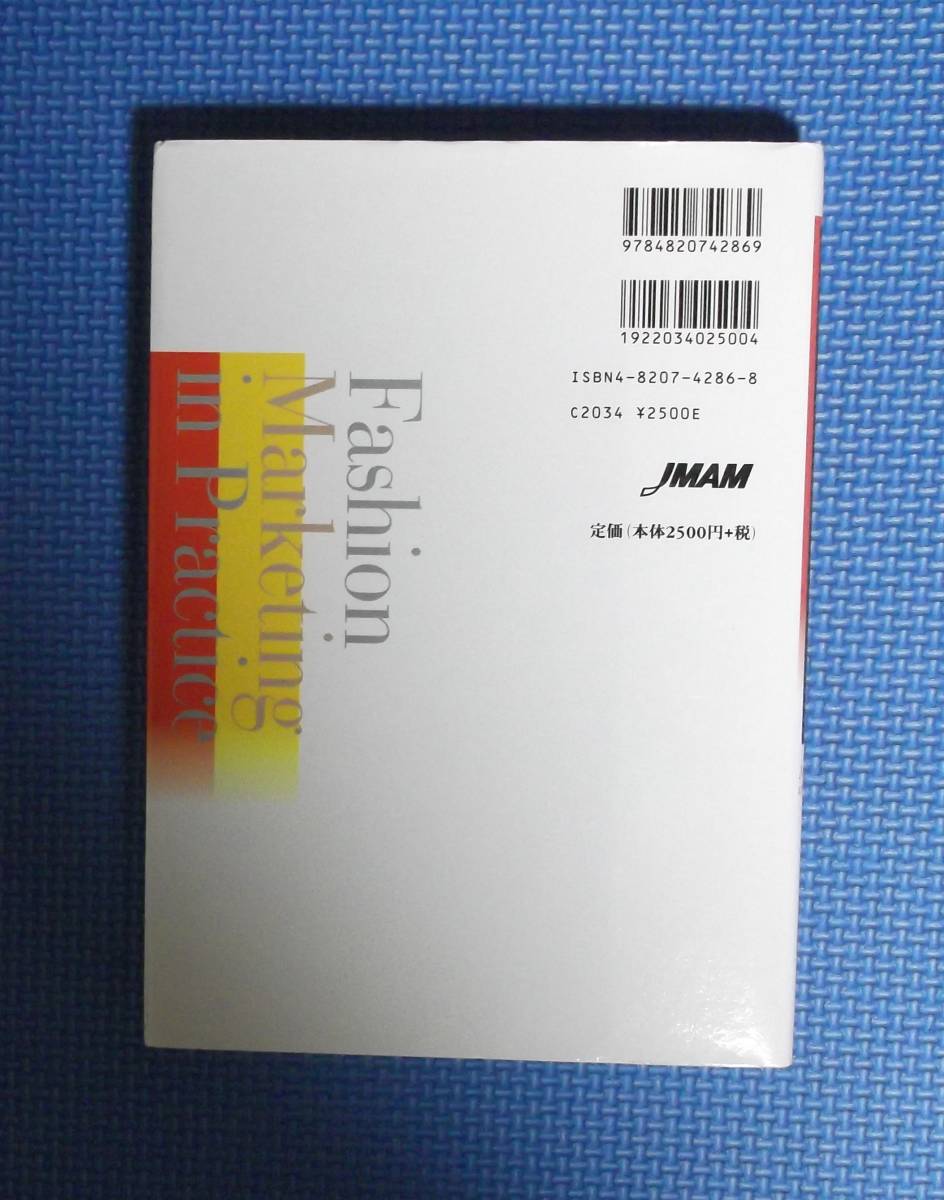 9784820742869
1922034025004
ISBN4-8207-4286-8
C2034 ¥2500E
JMAM
定価(本体2500円+税)
Fashion
Marketing
in Practice